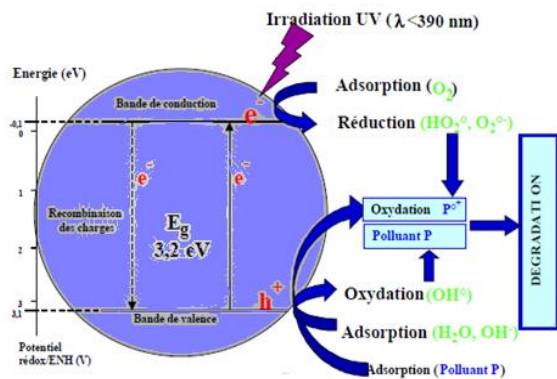 Irradiation UV (λ<390 nm)
Energie (eV)
Bande de conduction
e⁻
Adsorption (O₂)
Réduction (HO₂°, O₂°⁻)
-0,1
0
e⁻
e⁻
1
Recombinaison
des charges
E_g
3,2 eV
2
Oxydation P°⁺
Polluant P
DEGRADATION
h⁺
Oxydation (OH°)
3
3,1
Bande de valence
Adsorption (H₂O, OH⁻)
Potentiel
rédox/ENH (V)
Adsorption (Polluant P)